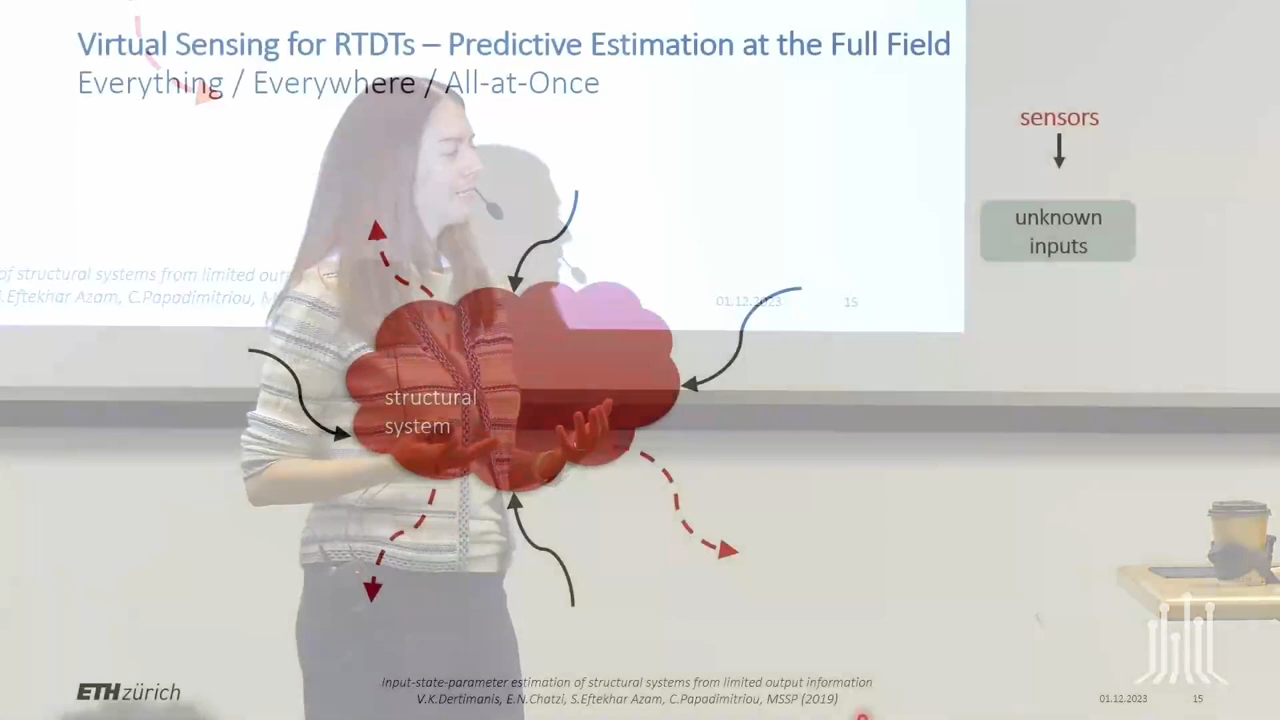 Virtual Sensing for RTDTs – Predictive Estimation at the Full Field
Everything / Everywhere / All-at-Once
sensors
unknown
inputs
of structural systems from limited out
.Eftekhar Azam, C.Papadimitriou, M
01.12.2023
15
structural
system
ETH zürich
Input-state-parameter estimation of structural systems from limited output information
V.K.Dertimanis, E.N.Chatzi, S.Eftekhar Azam, C.Papadimitriou, MSSP (2019)
01.12.2023
15